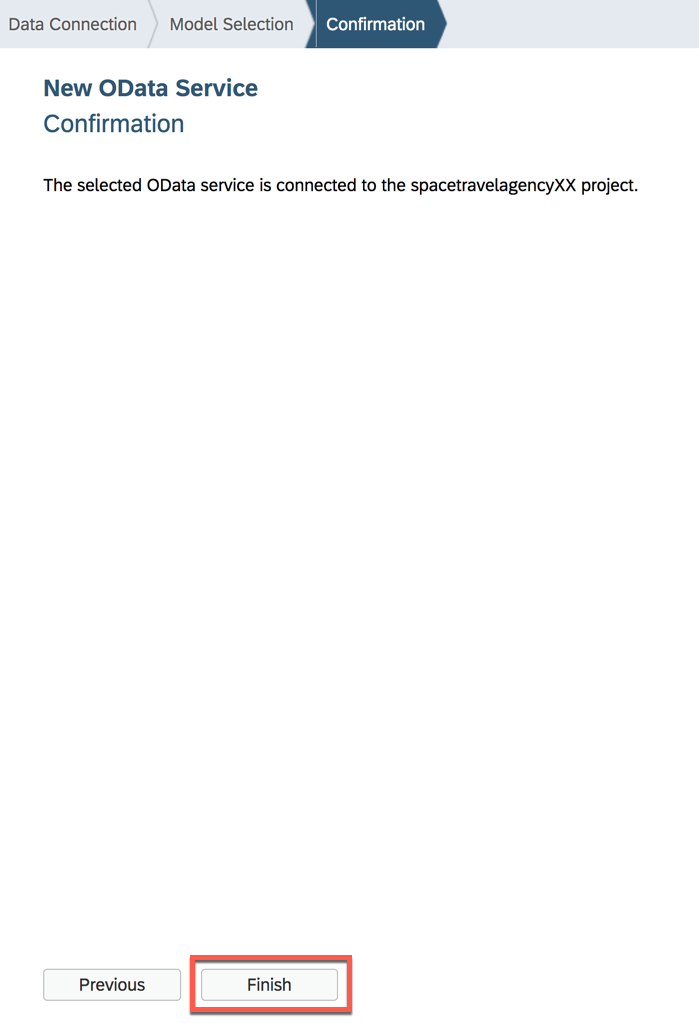 Data Connection Model Selection Confirmation
New OData Service
Confirmation
The selected OData service is connected to the spacetravelagencyXX project.
Previous Finish